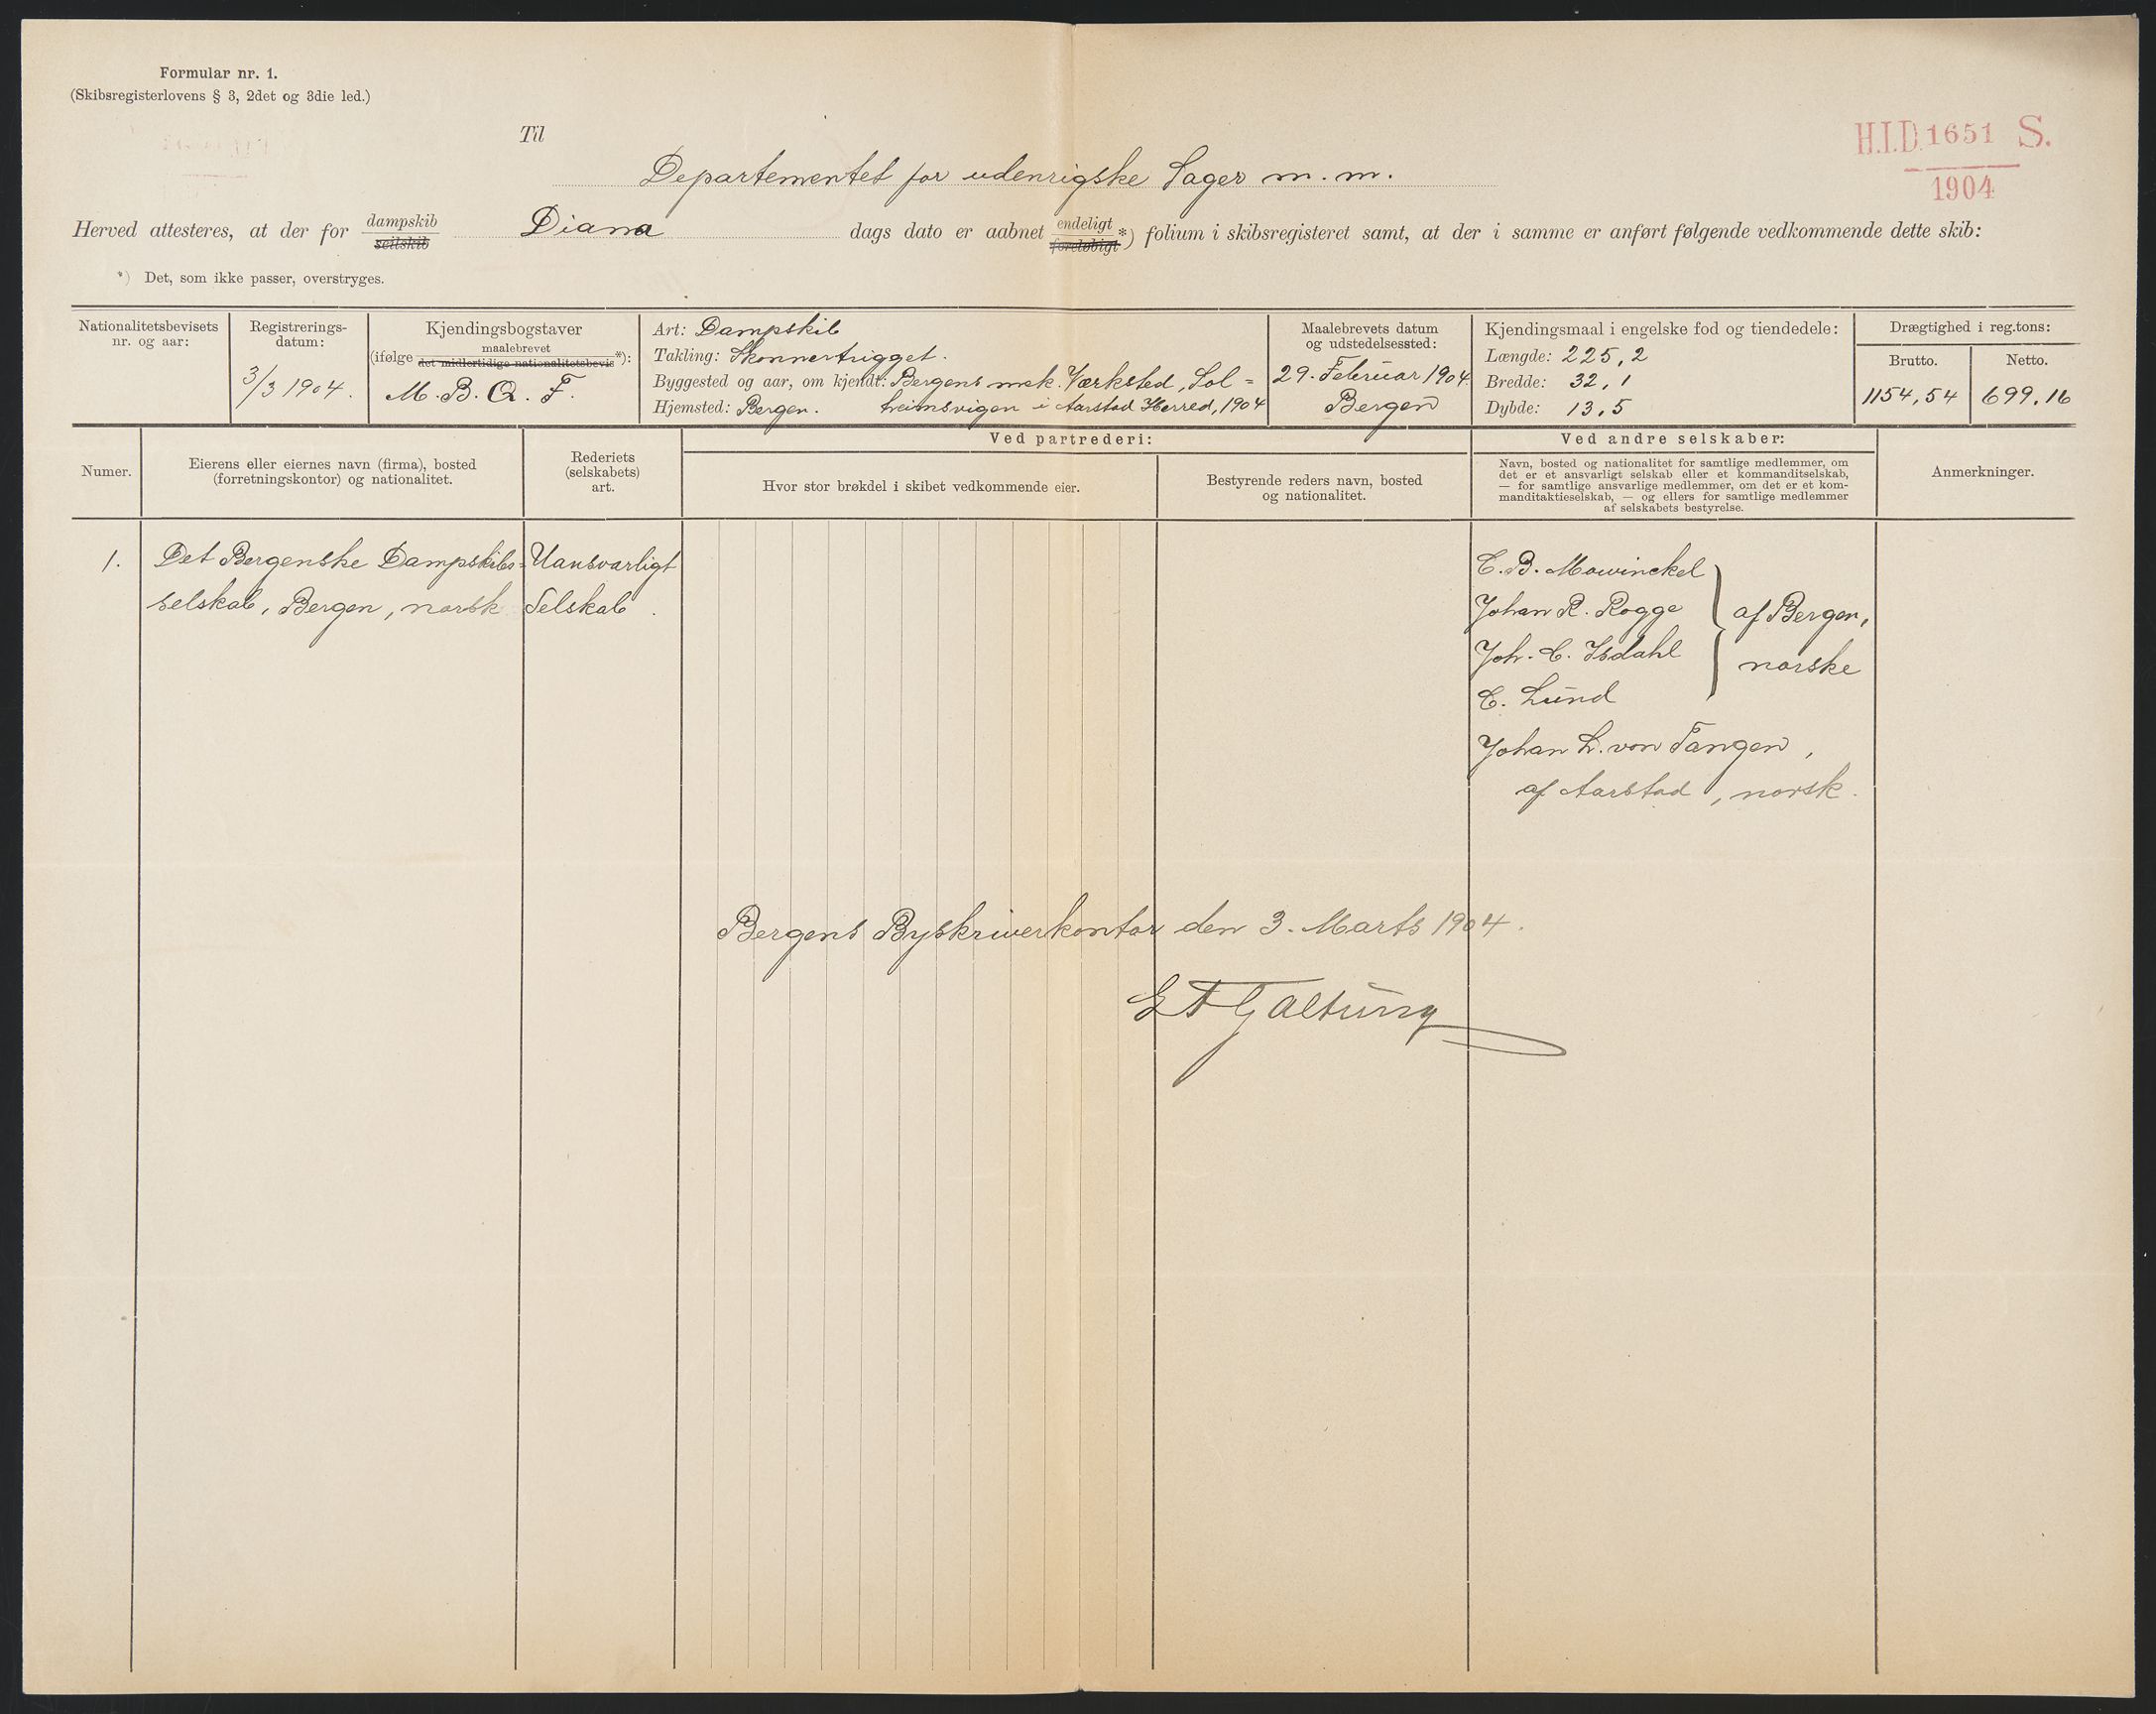 Formular nr. 1.
(Skibsregisterlovens § 3, 2det og 3die led.)
Til
H.I.D. 1651 S.
1904
Departementet for udenrigske Sager m. m.
Herved attesteres, at der for dampskib seilskib Diana dags dato er aabnet endeligt foreløbigt *) folium i skibsregisteret samt, at der i samme er anført følgende vedkommende dette skib:
*) Det, som ikke passer, overstryges.
Nationalitetsbevisets
nr. og aar:
Registrerings-
datum:
3/3 1904.
Kjendingsbogstaver
(ifølge maalebrevet det midlertidige nationalitetsbevis *):
M. B. Q. F.
Art: Dampskib
Takling: Skonnertrigget.
Byggested og aar, om kjendt: Bergens mek. Værksted, Sol=
Hjemsted: Bergen. heimsvigen i Aarstad Herred, 1904
Maalebrevets datum
og udstedelsessted:
29. Februar 1904
Bergen
Kjendingsmaal i engelske fod og tiendedele:
Længde: 225,2
Bredde: 32,1
Dybde: 13,5
Drægtighed i reg.tons:
Brutto. Netto.
1154,54 699,16
Numer.
Eierens eller eiernes navn (firma), bosted
(forretningskontor) og nationalitet.
Rederiets
(selskabets)
art.
Ved partrederi:
Hvor stor brøkdel i skibet vedkommende eier.
Bestyrende reders navn, bosted
og nationalitet.
Ved andre selskaber:
Navn, bosted og nationalitet for samtlige medlemmer, om
det er et ansvarligt selskab eller et kommanditselskab,
— for samtlige ansvarlige medlemmer, om det er et kom-
manditaktieselskab, — og ellers for samtlige medlemmer
af selskabets bestyrelse.
Anmerkninger.
1. Det Bergenske Dampskibs= Uansvarligt
selskab, Bergen, norsk Selskab.
C. B. Mowinckel
Johan R. Rogge af Bergen,
Joh. C. Isdahl norske
C. Lund
Johan L. von Tangen,
af Aarstad, norsk.
Bergens Byskriverkontor den 3. Marts 1904.
Galtung